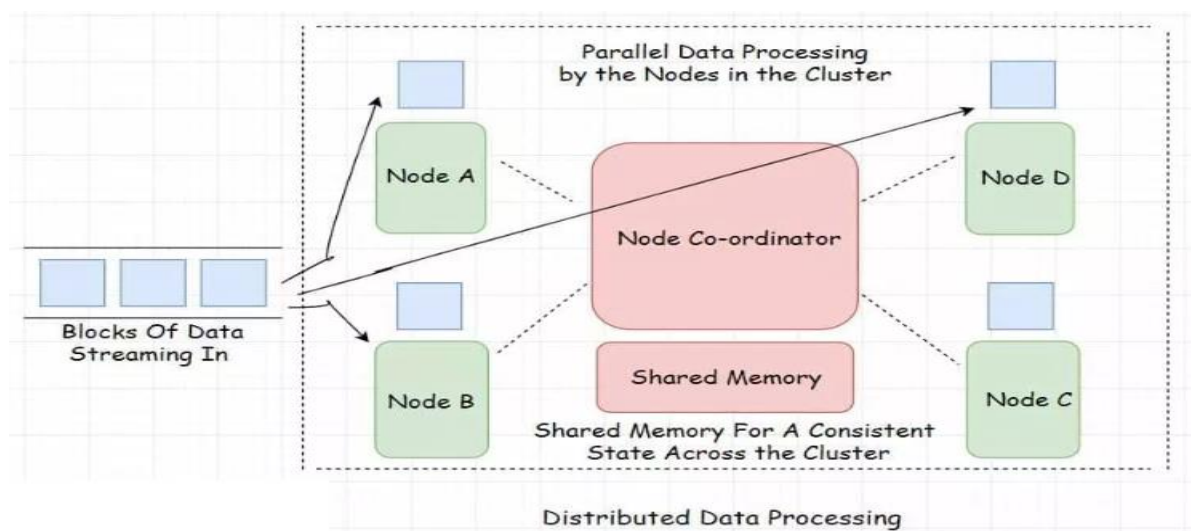 Parallel Data Processing
by the Nodes in the Cluster
Node A
Node D
Node Co-ordinator
Blocks Of Data
Streaming In
Shared Memory
Node B
Node C
Shared Memory For A Consistent
State Across the Cluster
Distributed Data Processing